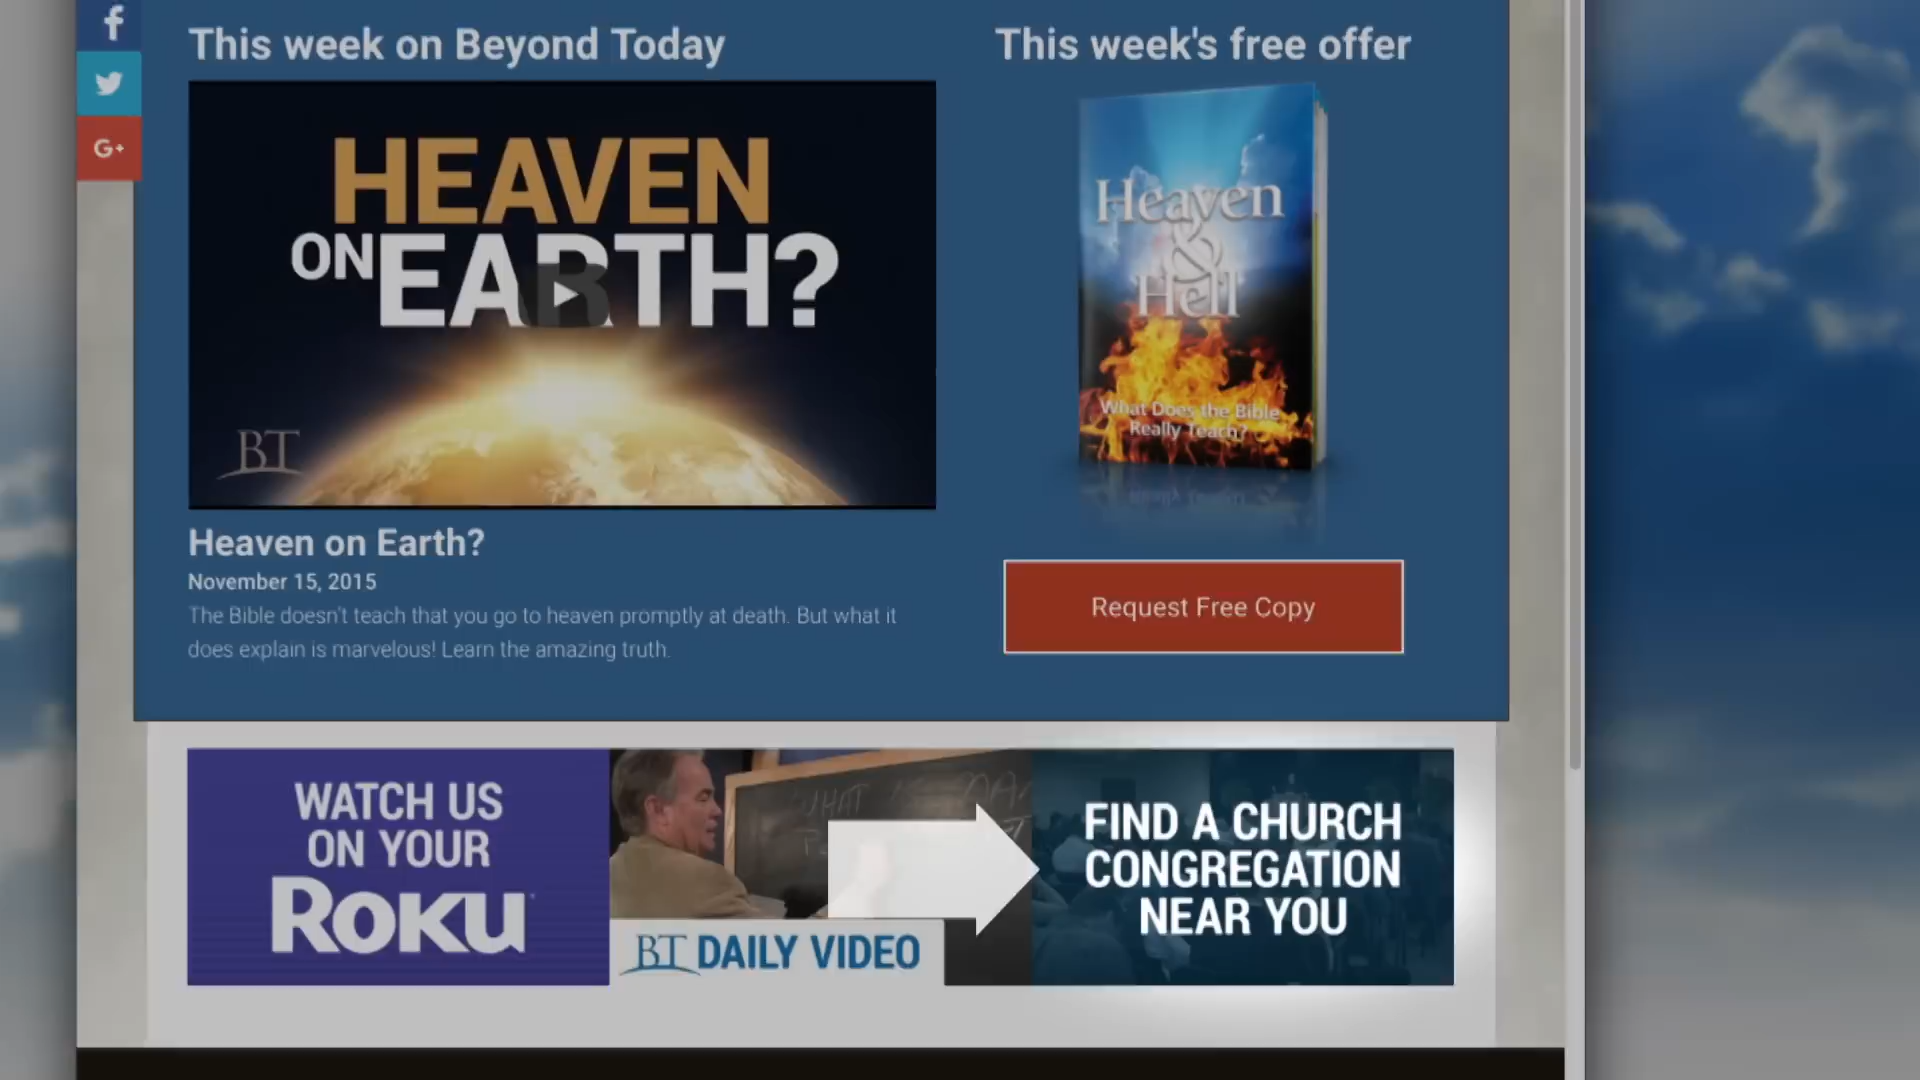 This week on Beyond Today
This week's free offer
HEAVEN
ON EARTH?
BT
Heaven
&
Hell
What Does the Bible
Really Teach?
Heaven on Earth?
November 15, 2015
The Bible doesn't teach that you go to heaven promptly at death. But what it
does explain is marvelous! Learn the amazing truth.
Request Free Copy
WATCH US
ON YOUR
ROKU
WHAT IS
BT DAILY VIDEO
FIND A CHURCH
CONGREGATION
NEAR YOU
f
G+